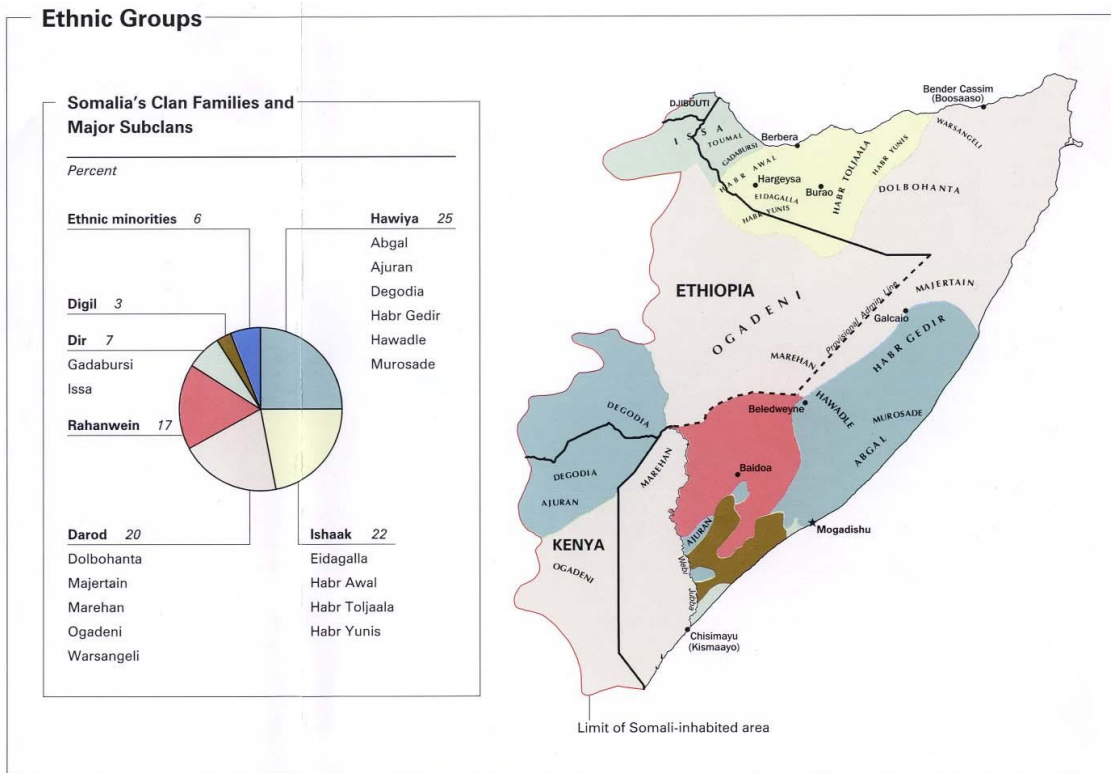 Ethnic Groups
Somalia's Clan Families and
Major Subclans
Percent
Ethnic minorities 6
Digil 3
Dir 7
Gadabursi
Issa
Rahanwein 17
Darod 20
Dolbohanta
Majertain
Marehan
Ogadeni
Warsangeli
Hawiya 25
Abgal
Ajuran
Degodia
Habr Gedir
Hawadle
Murosade
Ishaak 22
Eidagalla
Habr Awal
Habr Toljaala
Habr Yunis
DJIBOUTI
ISSA
TOUMAL
GADABURSI
Berbera
Bender Cassim
(Boosaaso)
WARSANGELI
HABR AWAL
Hargeysa
EIDAGALLA
HABR YUNIS
Burao
HABR TOLJAALA
HABR YUNIS
DOLBOHANTA
ETHIOPIA
OGADENI
Provisional Admin Line
MAJERTAIN
Galcaio
HABR GEDIR
MAREHAN
Beledweyne
HAWADLE
MUROSADE
ABGAL
DEGODIA
DEGODIA
AJURAN
MAREHAN
Baidoa
AJURAN
Mogadishu
KENYA
OGADENI
Webi
Jubba
Chisimayu
(Kismaayo)
Limit of Somali-inhabited area